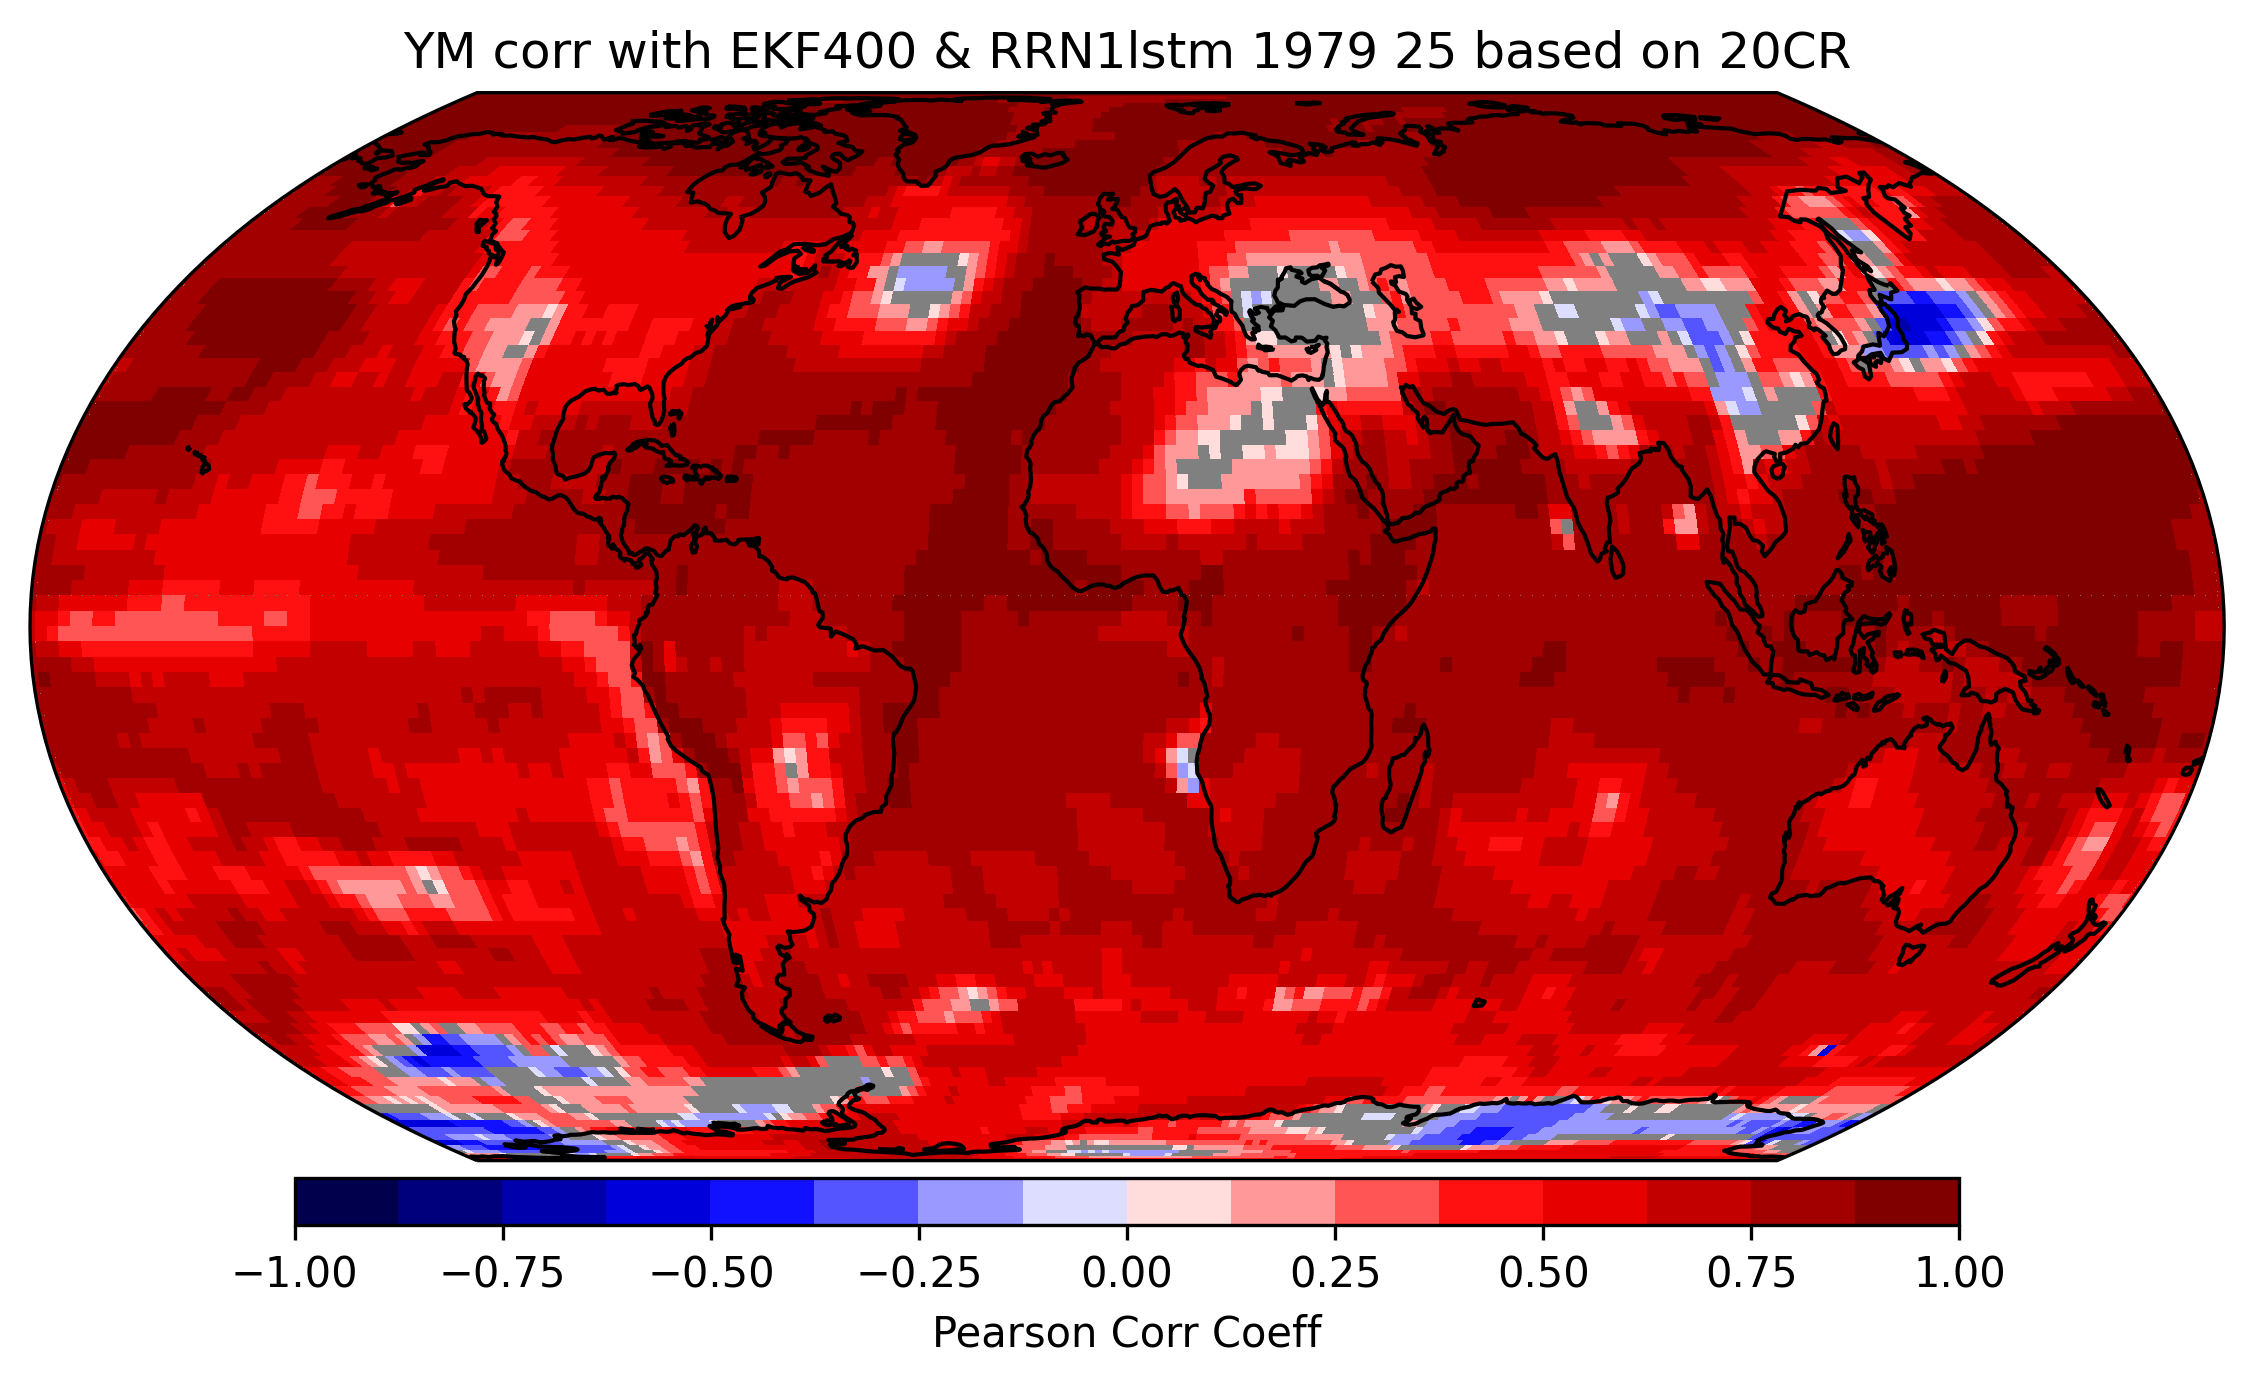 YM corr with EKF400 & RRN1lstm 1979 25 based on 20CR
−1.00 −0.75 −0.50 −0.25 0.00 0.25 0.50 0.75 1.00
Pearson Corr Coeff